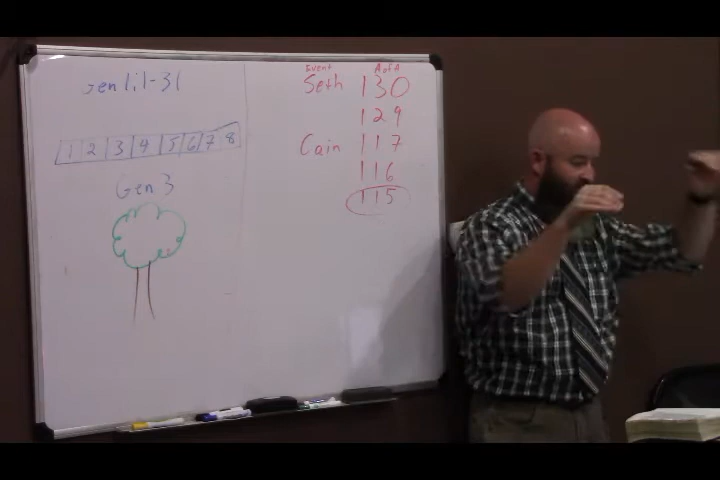 gen 1:1-31
1 2 3 4 5 6 7 8
Gen 3
Event A of A
Seth 130
129
Cain 117
116
115